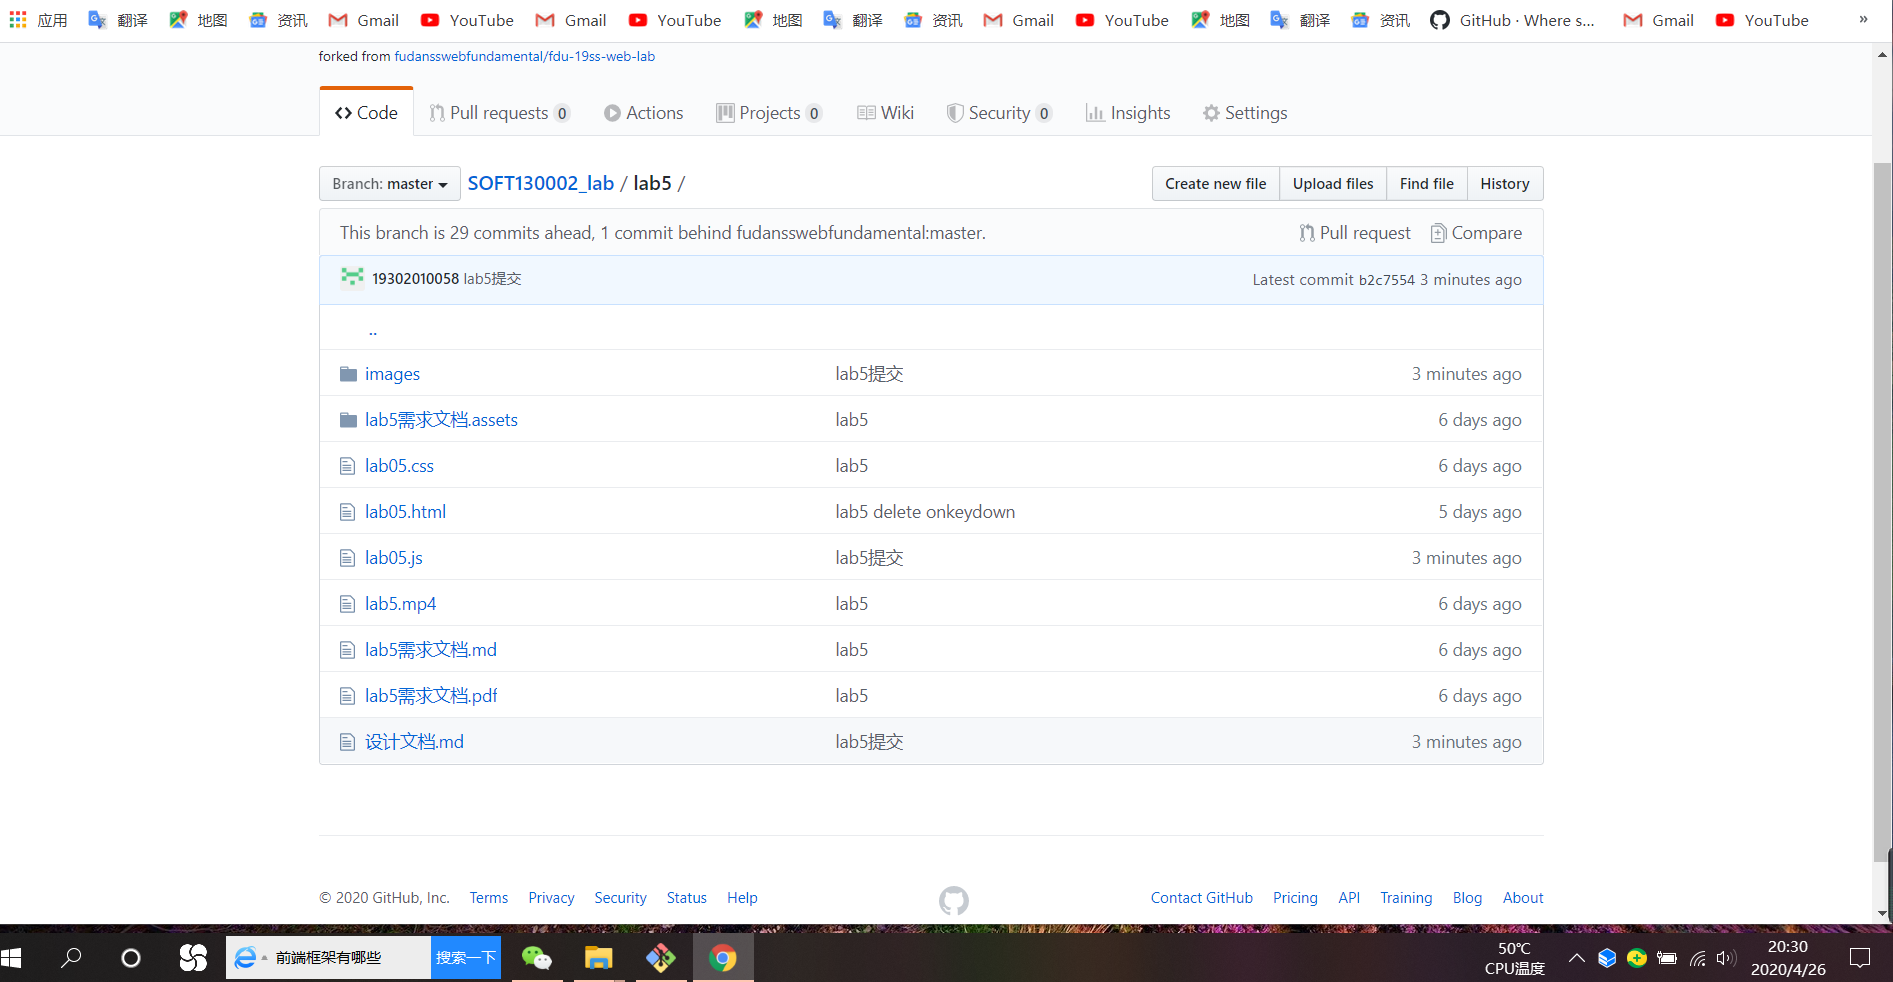 应用 翻译 地图 资讯 Gmail YouTube Gmail YouTube 地图 翻译 资讯 Gmail YouTube 地图 翻译 资讯 GitHub · Where s... Gmail YouTube »
forked from fudansswebfundamental/fdu-19ss-web-lab
Code Pull requests 0 Actions Projects 0 Wiki Security 0 Insights Settings
Branch: master SOFT130002_lab / lab5 / Create new file Upload files Find file History
This branch is 29 commits ahead, 1 commit behind fudansswebfundamental:master. Pull request Compare
19302010058 lab5提交 Latest commit b2c7554 3 minutes ago
..
images lab5提交 3 minutes ago
lab5需求文档.assets lab5 6 days ago
lab05.css lab5 6 days ago
lab05.html lab5 delete onkeydown 5 days ago
lab05.js lab5提交 3 minutes ago
lab5.mp4 lab5 6 days ago
lab5需求文档.md lab5 6 days ago
lab5需求文档.pdf lab5 6 days ago
设计文档.md lab5提交 3 minutes ago
© 2020 GitHub, Inc. Terms Privacy Security Status Help Contact GitHub Pricing API Training Blog About
前端框架有哪些 搜索一下 50℃ 20:30
CPU温度 2020/4/26